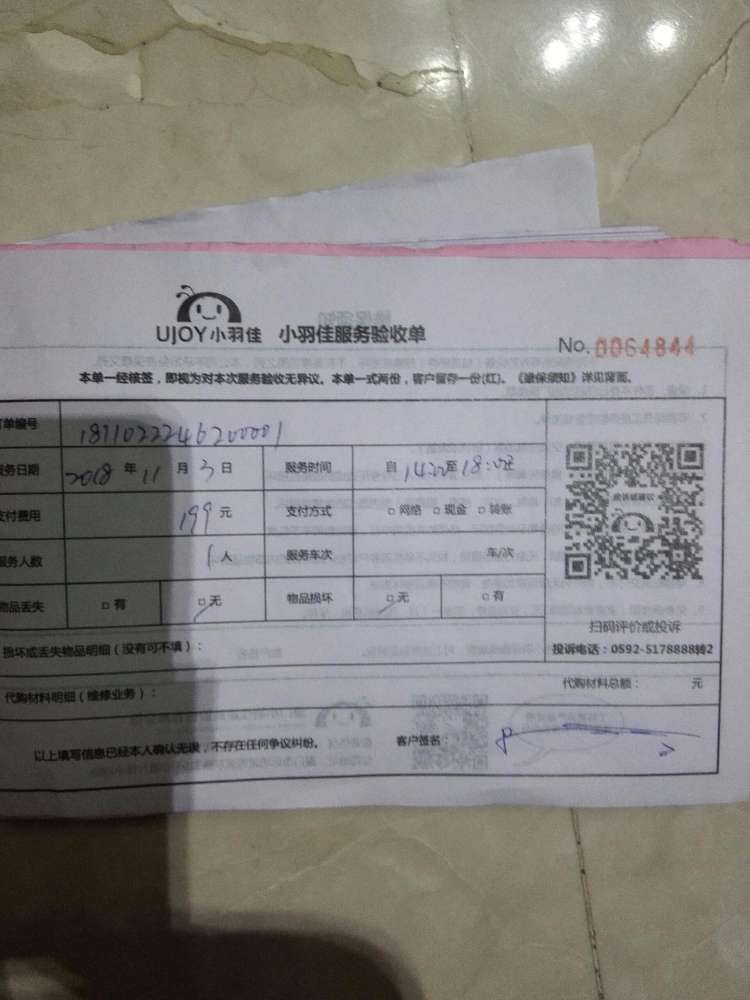 UJOY小羽佳 小羽佳服务验收单
No.0064844
本单一经核签，即视为对本次服务验收无异议。本单一式两份，客户留存一份(红)。《维保须知》详见背面。
单编号 1811022246200001
务日期 2018 年 11 月 3 日 服务时间 自 14:00至18:00
支付费用 199 元 支付方式 □网络 □现金 □转账
服务人数 1 人 服务车次 车/次
物品丢失 □有 □无 物品损坏 □无 □有
扫码评价或投诉
投诉电话：0592-5178888转2
损坏或丢失物品明细（没有可不填）：
代购材料明细（维修业务）： 代购材料总额： 元
以上填写信息已经本人确认无误，不存在任何争议纠纷。 客户签名：